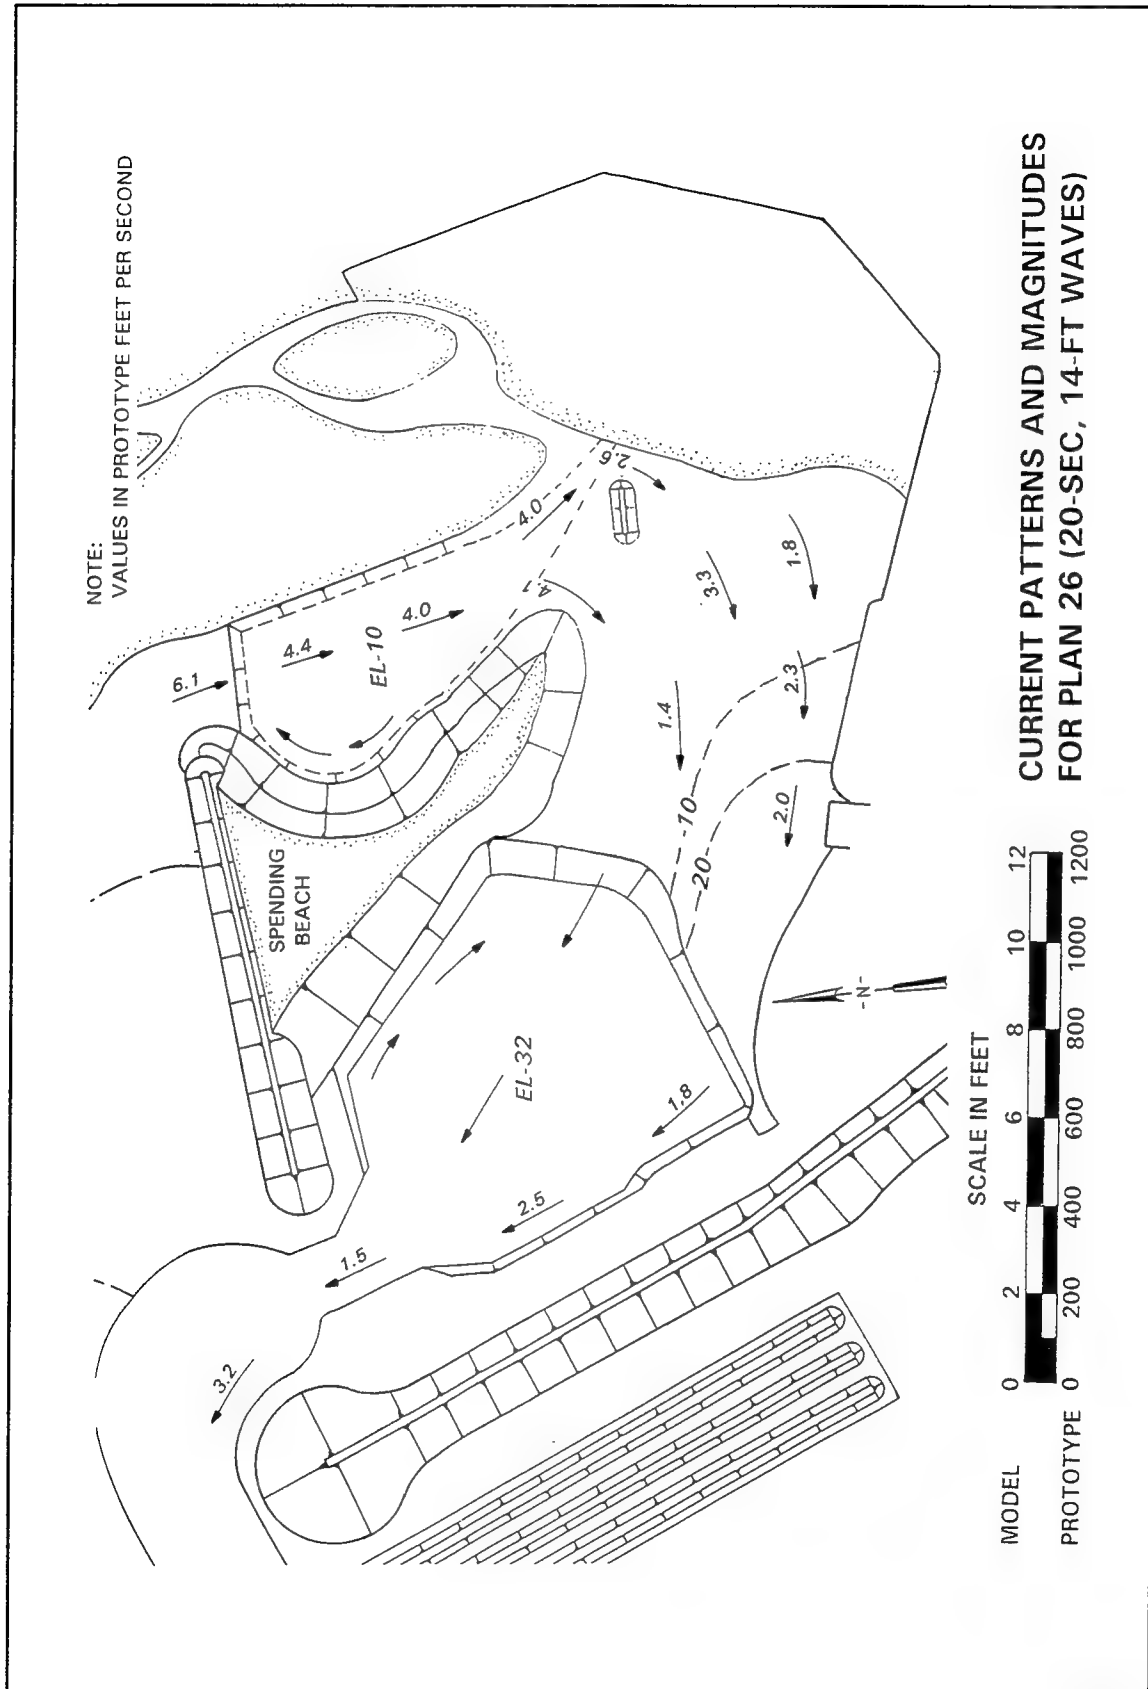 NOTE:
VALUES IN PROTOTYPE FEET PER SECOND
6.1
4.4
4.0
EL-10
4.0
2.6
4.1
3.3
1.8
2.3
1.4
2.0
-10
-20-
SPENDING
BEACH
EL-32
1.8
2.5
1.5
3.2
-N-
SCALE IN FEET
MODEL 0 2 4 6 8 10 12
PROTOTYPE 0 200 400 600 800 1000 1200
CURRENT PATTERNS AND MAGNITUDES
FOR PLAN 26 (20-SEC, 14-FT WAVES)